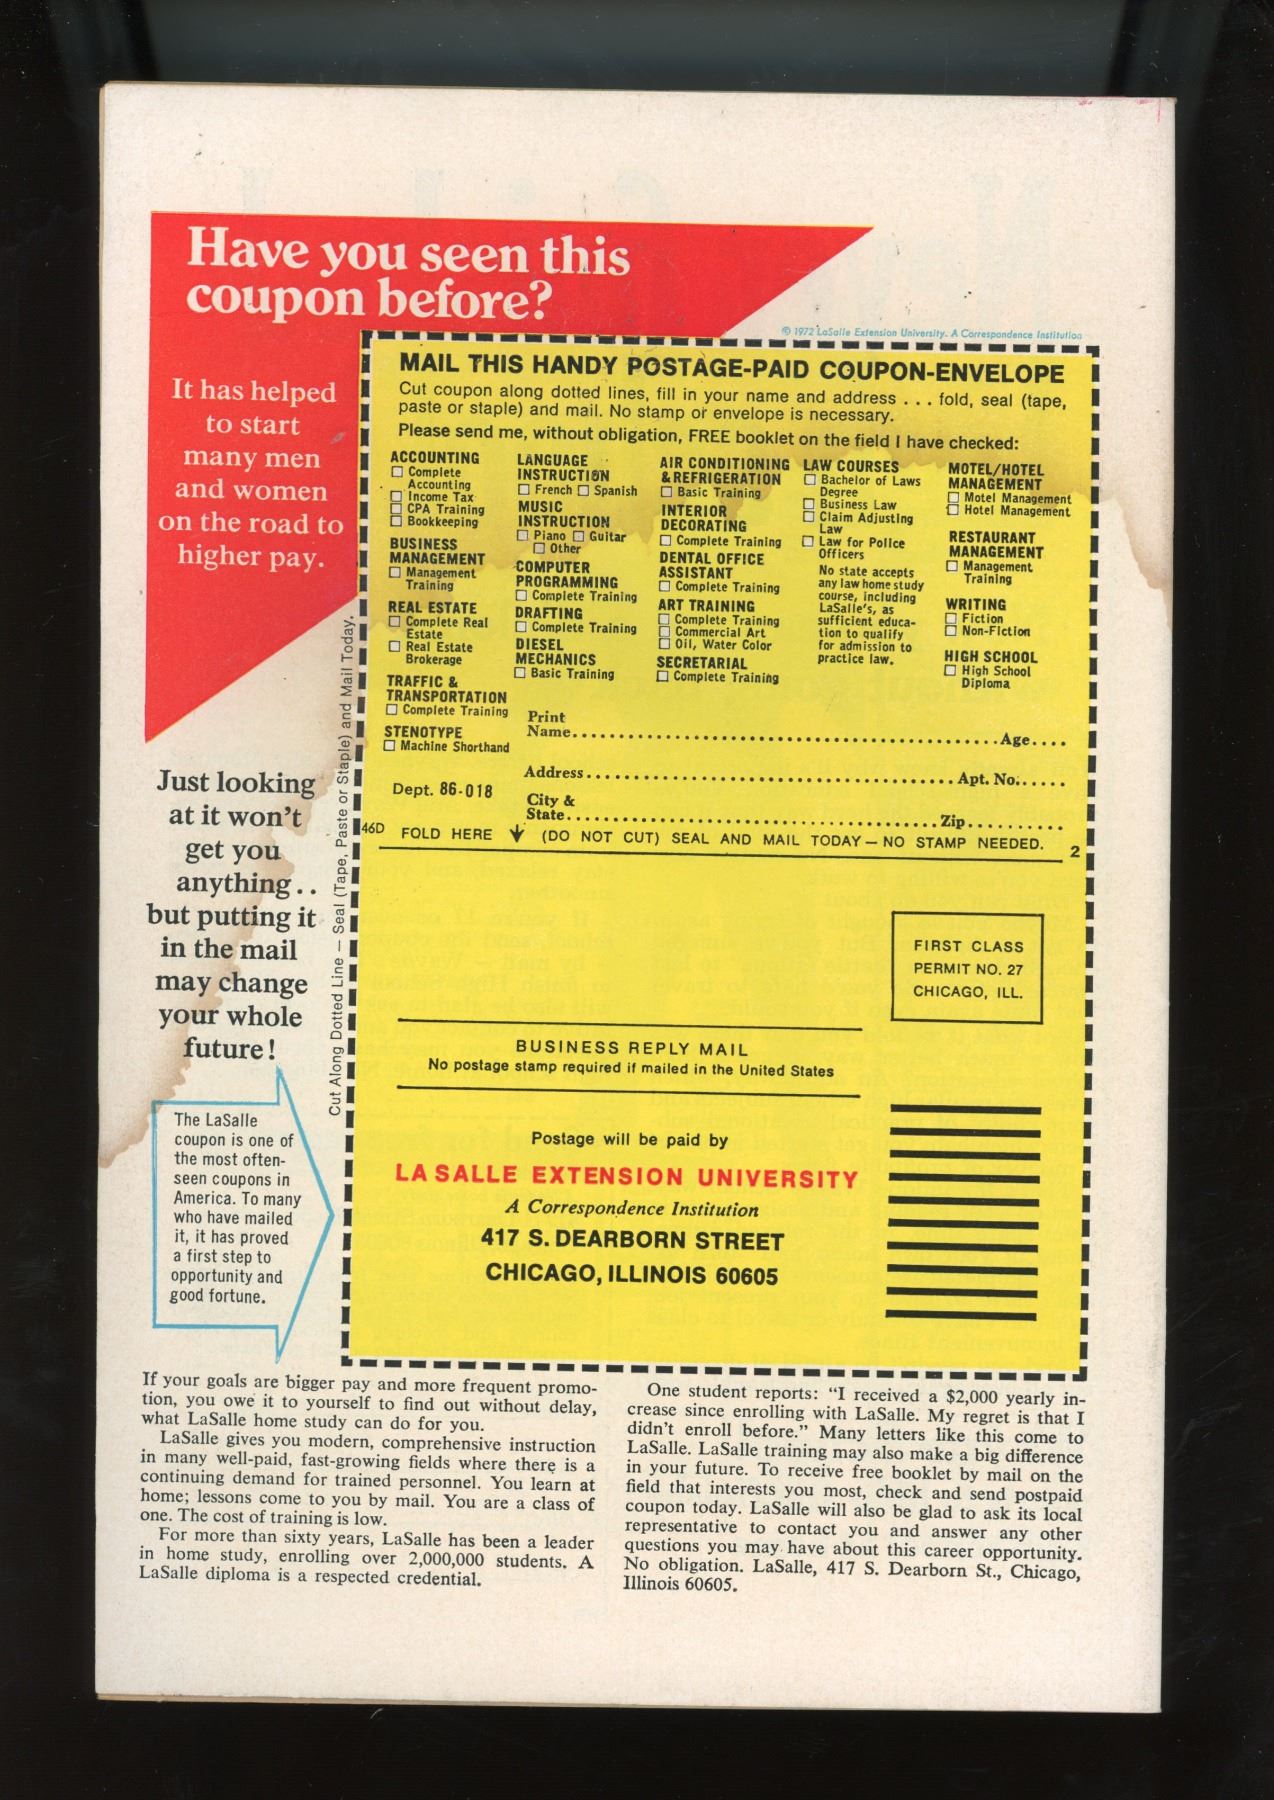 Have you seen this
coupon before?
It has helped
to start
many men
and women
on the road to
higher pay.
© 1972 LaSalle Extension University. A Correspondence Institution
MAIL THIS HANDY POSTAGE-PAID COUPON-ENVELOPE
Cut coupon along dotted lines, fill in your name and address . . . fold, seal (tape,
paste or staple) and mail. No stamp or envelope is necessary.
Please send me, without obligation, FREE booklet on the field I have checked:
ACCOUNTING
☐ Complete
Accounting
☐ Income Tax
☐ CPA Training
☐ Bookkeeping
BUSINESS
MANAGEMENT
☐ Management
Training
REAL ESTATE
☐ Complete Real
Estate
☐ Real Estate
Brokerage
TRAFFIC &
TRANSPORTATION
☐ Complete Training
STENOTYPE
☐ Machine Shorthand
LANGUAGE
INSTRUCTION
☐ French ☐ Spanish
MUSIC
INSTRUCTION
☐ Piano ☐ Guitar
☐ Other
COMPUTER
PROGRAMMING
☐ Complete Training
DRAFTING
☐ Complete Training
DIESEL
MECHANICS
☐ Basic Training
AIR CONDITIONING
& REFRIGERATION
☐ Basic Training
INTERIOR
DECORATING
☐ Complete Training
DENTAL OFFICE
ASSISTANT
☐ Complete Training
ART TRAINING
☐ Complete Training
☐ Commercial Art
☐ Oil, Water Color
SECRETARIAL
☐ Complete Training
LAW COURSES
☐ Bachelor of Laws
Degree
☐ Business Law
☐ Claim Adjusting
Law
☐ Law for Police
Officers
No state accepts
any law home study
course, including
LaSalle's, as
sufficient educa-
tion to qualify
for admission to
practice law.
MOTEL/HOTEL
MANAGEMENT
☐ Motel Management
☐ Hotel Management
RESTAURANT
MANAGEMENT
☐ Management
Training
WRITING
☐ Fiction
☐ Non-Fiction
HIGH SCHOOL
☐ High School
Diploma
Print
Name.......................................................Age....
Address................................................Apt. No......
Dept. 86-018
City &
State................................................Zip..........
46D FOLD HERE ↓ (DO NOT CUT) SEAL AND MAIL TODAY — NO STAMP NEEDED. 2
Cut Along Dotted Line — Seal (Tape, Paste or Staple) and Mail Today.
FIRST CLASS
PERMIT NO. 27
CHICAGO, ILL.
BUSINESS REPLY MAIL
No postage stamp required if mailed in the United States
Postage will be paid by
LA SALLE EXTENSION UNIVERSITY
A Correspondence Institution
417 S. DEARBORN STREET
CHICAGO, ILLINOIS 60605
Just looking
at it won't
get you
anything..
but putting it
in the mail
may change
your whole
future!
The LaSalle
coupon is one of
the most often-
seen coupons in
America. To many
who have mailed
it, it has proved
a first step to
opportunity and
good fortune.
If your goals are bigger pay and more frequent promo-
tion, you owe it to yourself to find out without delay,
what LaSalle home study can do for you.
LaSalle gives you modern, comprehensive instruction
in many well-paid, fast-growing fields where there is a
continuing demand for trained personnel. You learn at
home; lessons come to you by mail. You are a class of
one. The cost of training is low.
For more than sixty years, LaSalle has been a leader
in home study, enrolling over 2,000,000 students. A
LaSalle diploma is a respected credential.
One student reports: "I received a $2,000 yearly in-
crease since enrolling with LaSalle. My regret is that I
didn't enroll before." Many letters like this come to
LaSalle. LaSalle training may also make a big difference
in your future. To receive free booklet by mail on the
field that interests you most, check and send postpaid
coupon today. LaSalle will also be glad to ask its local
representative to contact you and answer any other
questions you may have about this career opportunity.
No obligation. LaSalle, 417 S. Dearborn St., Chicago,
Illinois 60605.